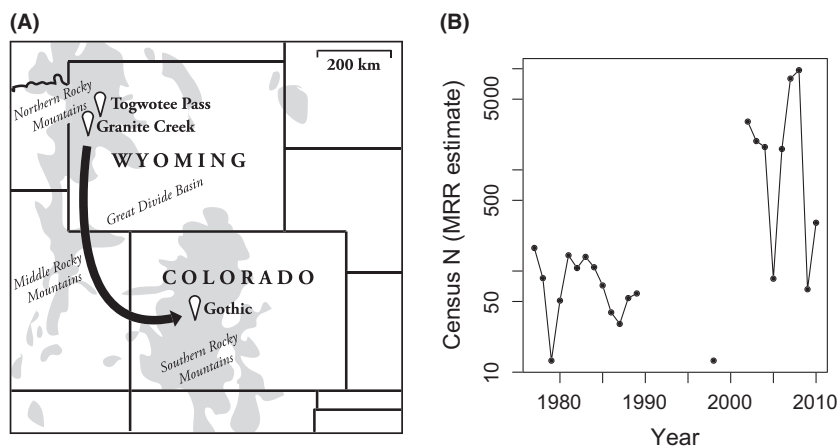 (A)
200 km
Northern Rocky
Mountains
Togwotee Pass
Granite Creek
WYOMING
Great Divide Basin
Middle Rocky
Mountains
COLORADO
Gothic
Southern Rocky
Mountains
(B)
Census N (MRR estimate)
5000
500
50
10
1980
1990
2000
2010
Year